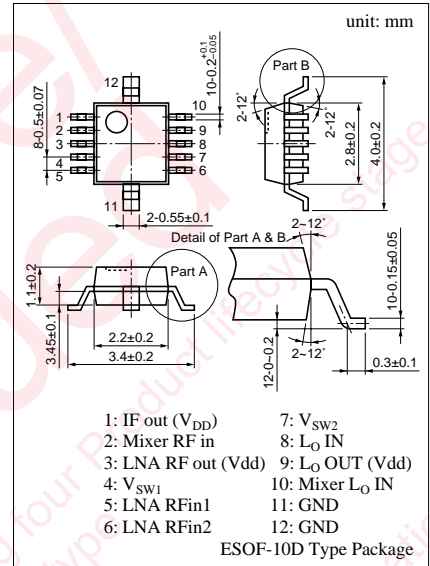 unit: mm
12
10-0.2+0.1 -0.05
Part B
1
2
3
4
5
10
9
8
7
6
8-0.5±0.07
2-12°
2-12°
2.8±0.2
4.0±0.2
11
2-0.55±0.1
Detail of Part A & B
2~12°
1.1±0.2
3.45±0.1
Part A
2.2±0.2
3.4±0.2
12-0~0.2
2~12°
10-0.15±0.05
0.3±0.1
1: IF out (VDD) 7: VSW2
2: Mixer RF in 8: LO IN
3: LNA RF out (Vdd) 9: LO OUT (Vdd)
4: VSW1 10: Mixer LO IN
5: LNA RFin1 11: GND
6: LNA RFin2 12: GND
ESOF-10D Type Package